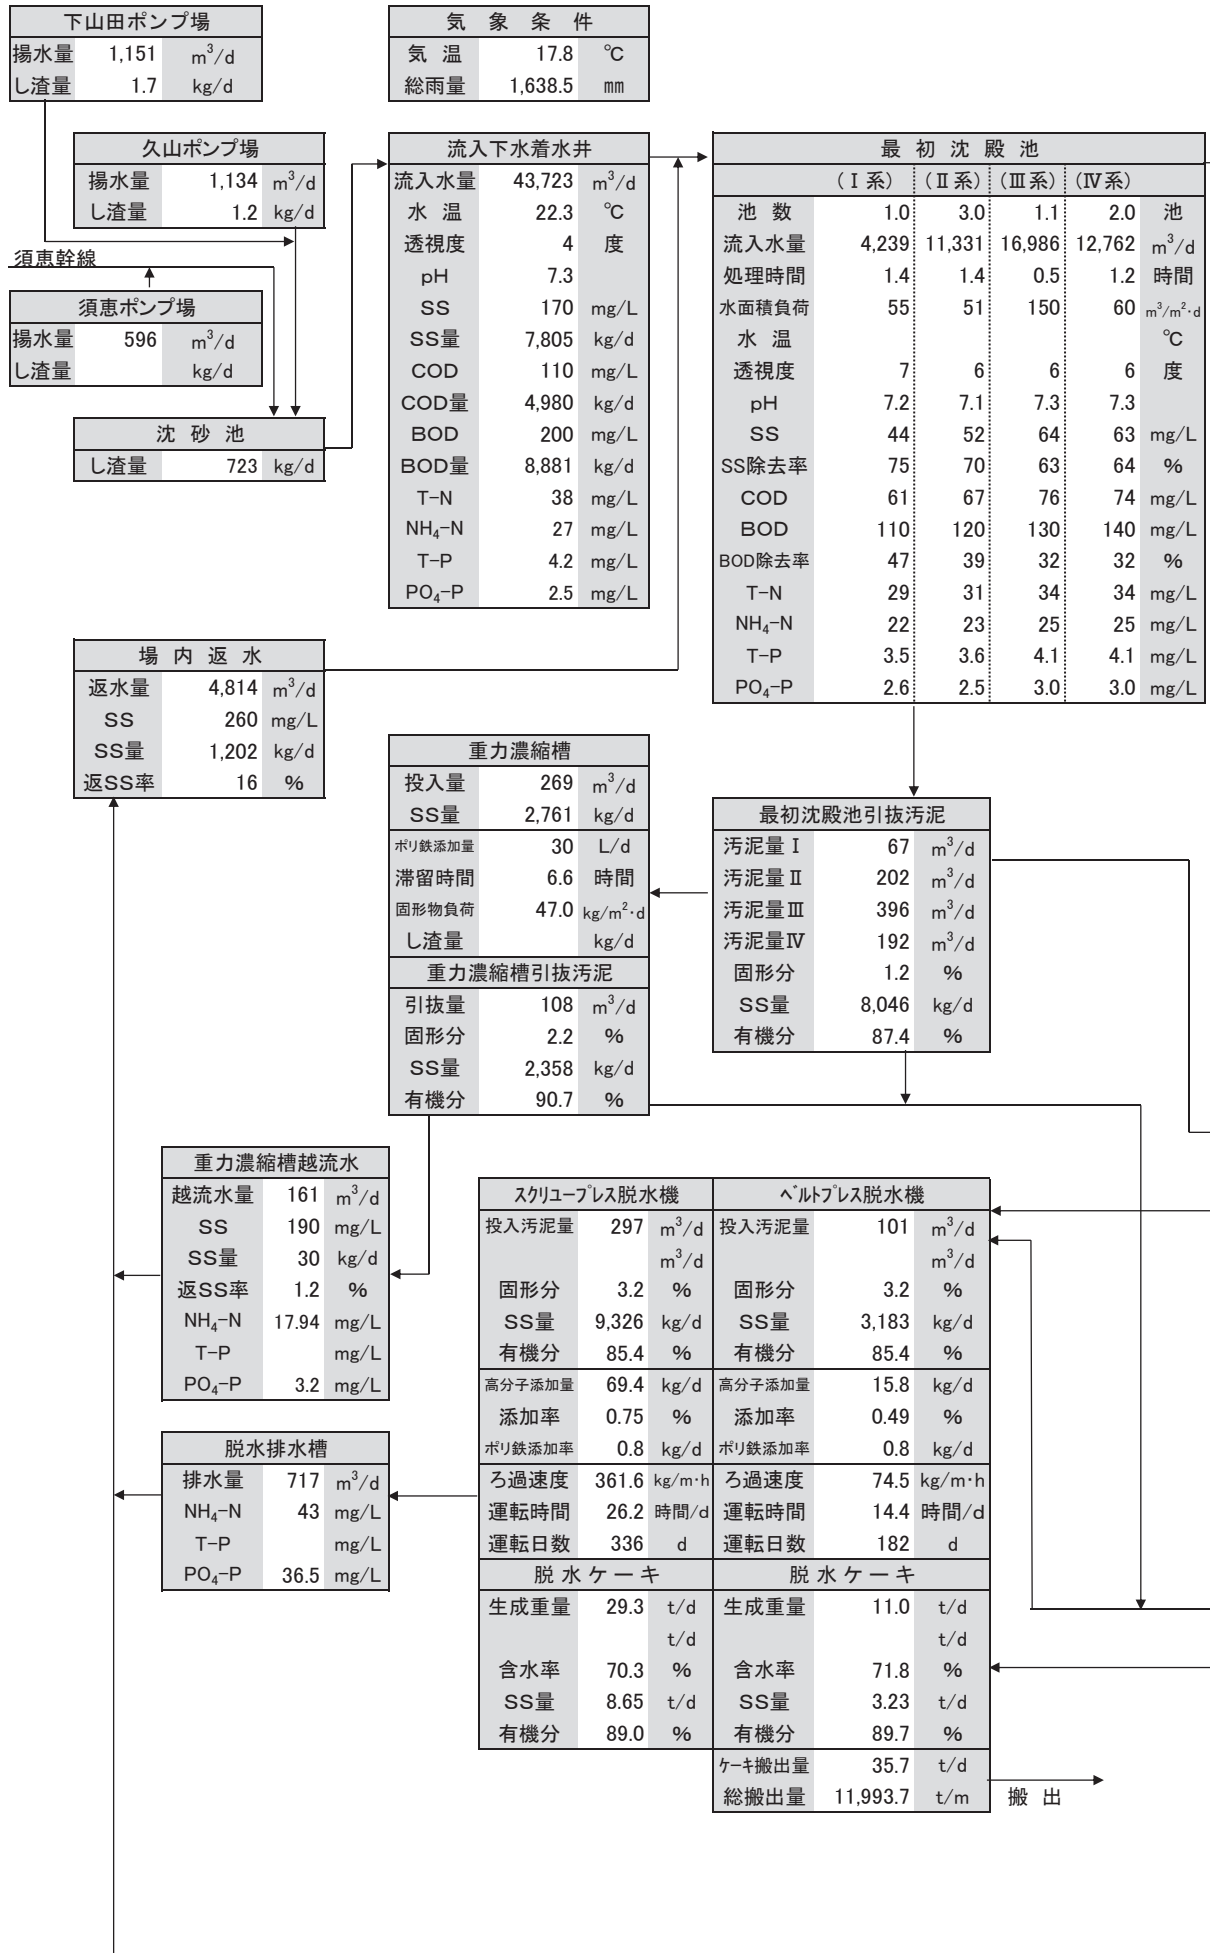 下山田ポンプ場
揚水量 1,151 m³/d
し渣量 1.7 kg/d
気 象 条 件
気 温 17.8 ℃
総雨量 1,638.5 ㎜
久山ポンプ場
揚水量 1,134 m³/d
し渣量 1.2 kg/d
須恵幹線
須恵ポンプ場
揚水量 596 m³/d
し渣量 kg/d
沈 砂 池
し渣量 723 kg/d
流入下水着水井
流入水量 43,723 m³/d
水 温 22.3 ℃
透視度 4 度
pH 7.3
SS 170 mg/L
SS量 7,805 kg/d
COD 110 mg/L
COD量 4,980 kg/d
BOD 200 mg/L
BOD量 8,881 kg/d
T-N 38 mg/L
NH₄-N 27 mg/L
T-P 4.2 mg/L
PO₄-P 2.5 mg/L
最 初 沈 殿 池
(Ⅰ系) (Ⅱ系) (Ⅲ系) (Ⅳ系)
池 数 1.0 3.0 1.1 2.0 池
流入水量 4,239 11,331 16,986 12,762 m³/d
処理時間 1.4 1.4 0.5 1.2 時間
水面積負荷 55 51 150 60 m³/m²・d
水 温 ℃
透視度 7 6 6 6 度
pH 7.2 7.1 7.3 7.3
SS 44 52 64 63 mg/L
SS除去率 75 70 63 64 %
COD 61 67 76 74 mg/L
BOD 110 120 130 140 mg/L
BOD除去率 47 39 32 32 %
T-N 29 31 34 34 mg/L
NH₄-N 22 23 25 25 mg/L
T-P 3.5 3.6 4.1 4.1 mg/L
PO₄-P 2.6 2.5 3.0 3.0 mg/L
場 内 返 水
返水量 4,814 m³/d
SS 260 mg/L
SS量 1,202 kg/d
返SS率 16 %
重力濃縮槽
投入量 269 m³/d
SS量 2,761 kg/d
ポリ鉄添加量 30 L/d
滞留時間 6.6 時間
固形物負荷 47.0 kg/m²・d
し渣量 kg/d
重力濃縮槽引抜汚泥
引抜量 108 m³/d
固形分 2.2 %
SS量 2,358 kg/d
有機分 90.7 %
最初沈殿池引抜汚泥
汚泥量Ⅰ 67 m³/d
汚泥量Ⅱ 202 m³/d
汚泥量Ⅲ 396 m³/d
汚泥量Ⅳ 192 m³/d
固形分 1.2 %
SS量 8,046 kg/d
有機分 87.4 %
重力濃縮槽越流水
越流水量 161 m³/d
SS 190 mg/L
SS量 30 kg/d
返SS率 1.2 %
NH₄-N 17.94 mg/L
T-P mg/L
PO₄-P 3.2 mg/L
脱水排水槽
排水量 717 m³/d
NH₄-N 43 mg/L
T-P mg/L
PO₄-P 36.5 mg/L
スクリュープレス脱水機 ベルトプレス脱水機
投入汚泥量 297 m³/d 投入汚泥量 101 m³/d
m³/d m³/d
固形分 3.2 % 固形分 3.2 %
SS量 9,326 kg/d SS量 3,183 kg/d
有機分 85.4 % 有機分 85.4 %
高分子添加量 69.4 kg/d 高分子添加量 15.8 kg/d
添加率 0.75 % 添加率 0.49 %
ポリ鉄添加率 0.8 kg/d ポリ鉄添加率 0.8 kg/d
ろ過速度 361.6 kg/m・h ろ過速度 74.5 kg/m・h
運転時間 26.2 時間/d 運転時間 14.4 時間/d
運転日数 336 d 運転日数 182 d
脱 水 ケ ー キ 脱 水 ケ ー キ
生成重量 29.3 t/d 生成重量 11.0 t/d
t/d t/d
含水率 70.3 % 含水率 71.8 %
SS量 8.65 t/d SS量 3.23 t/d
有機分 89.0 % 有機分 89.7 %
ケーキ搬出量 35.7 t/d
総搬出量 11,993.7 t/m
搬 出